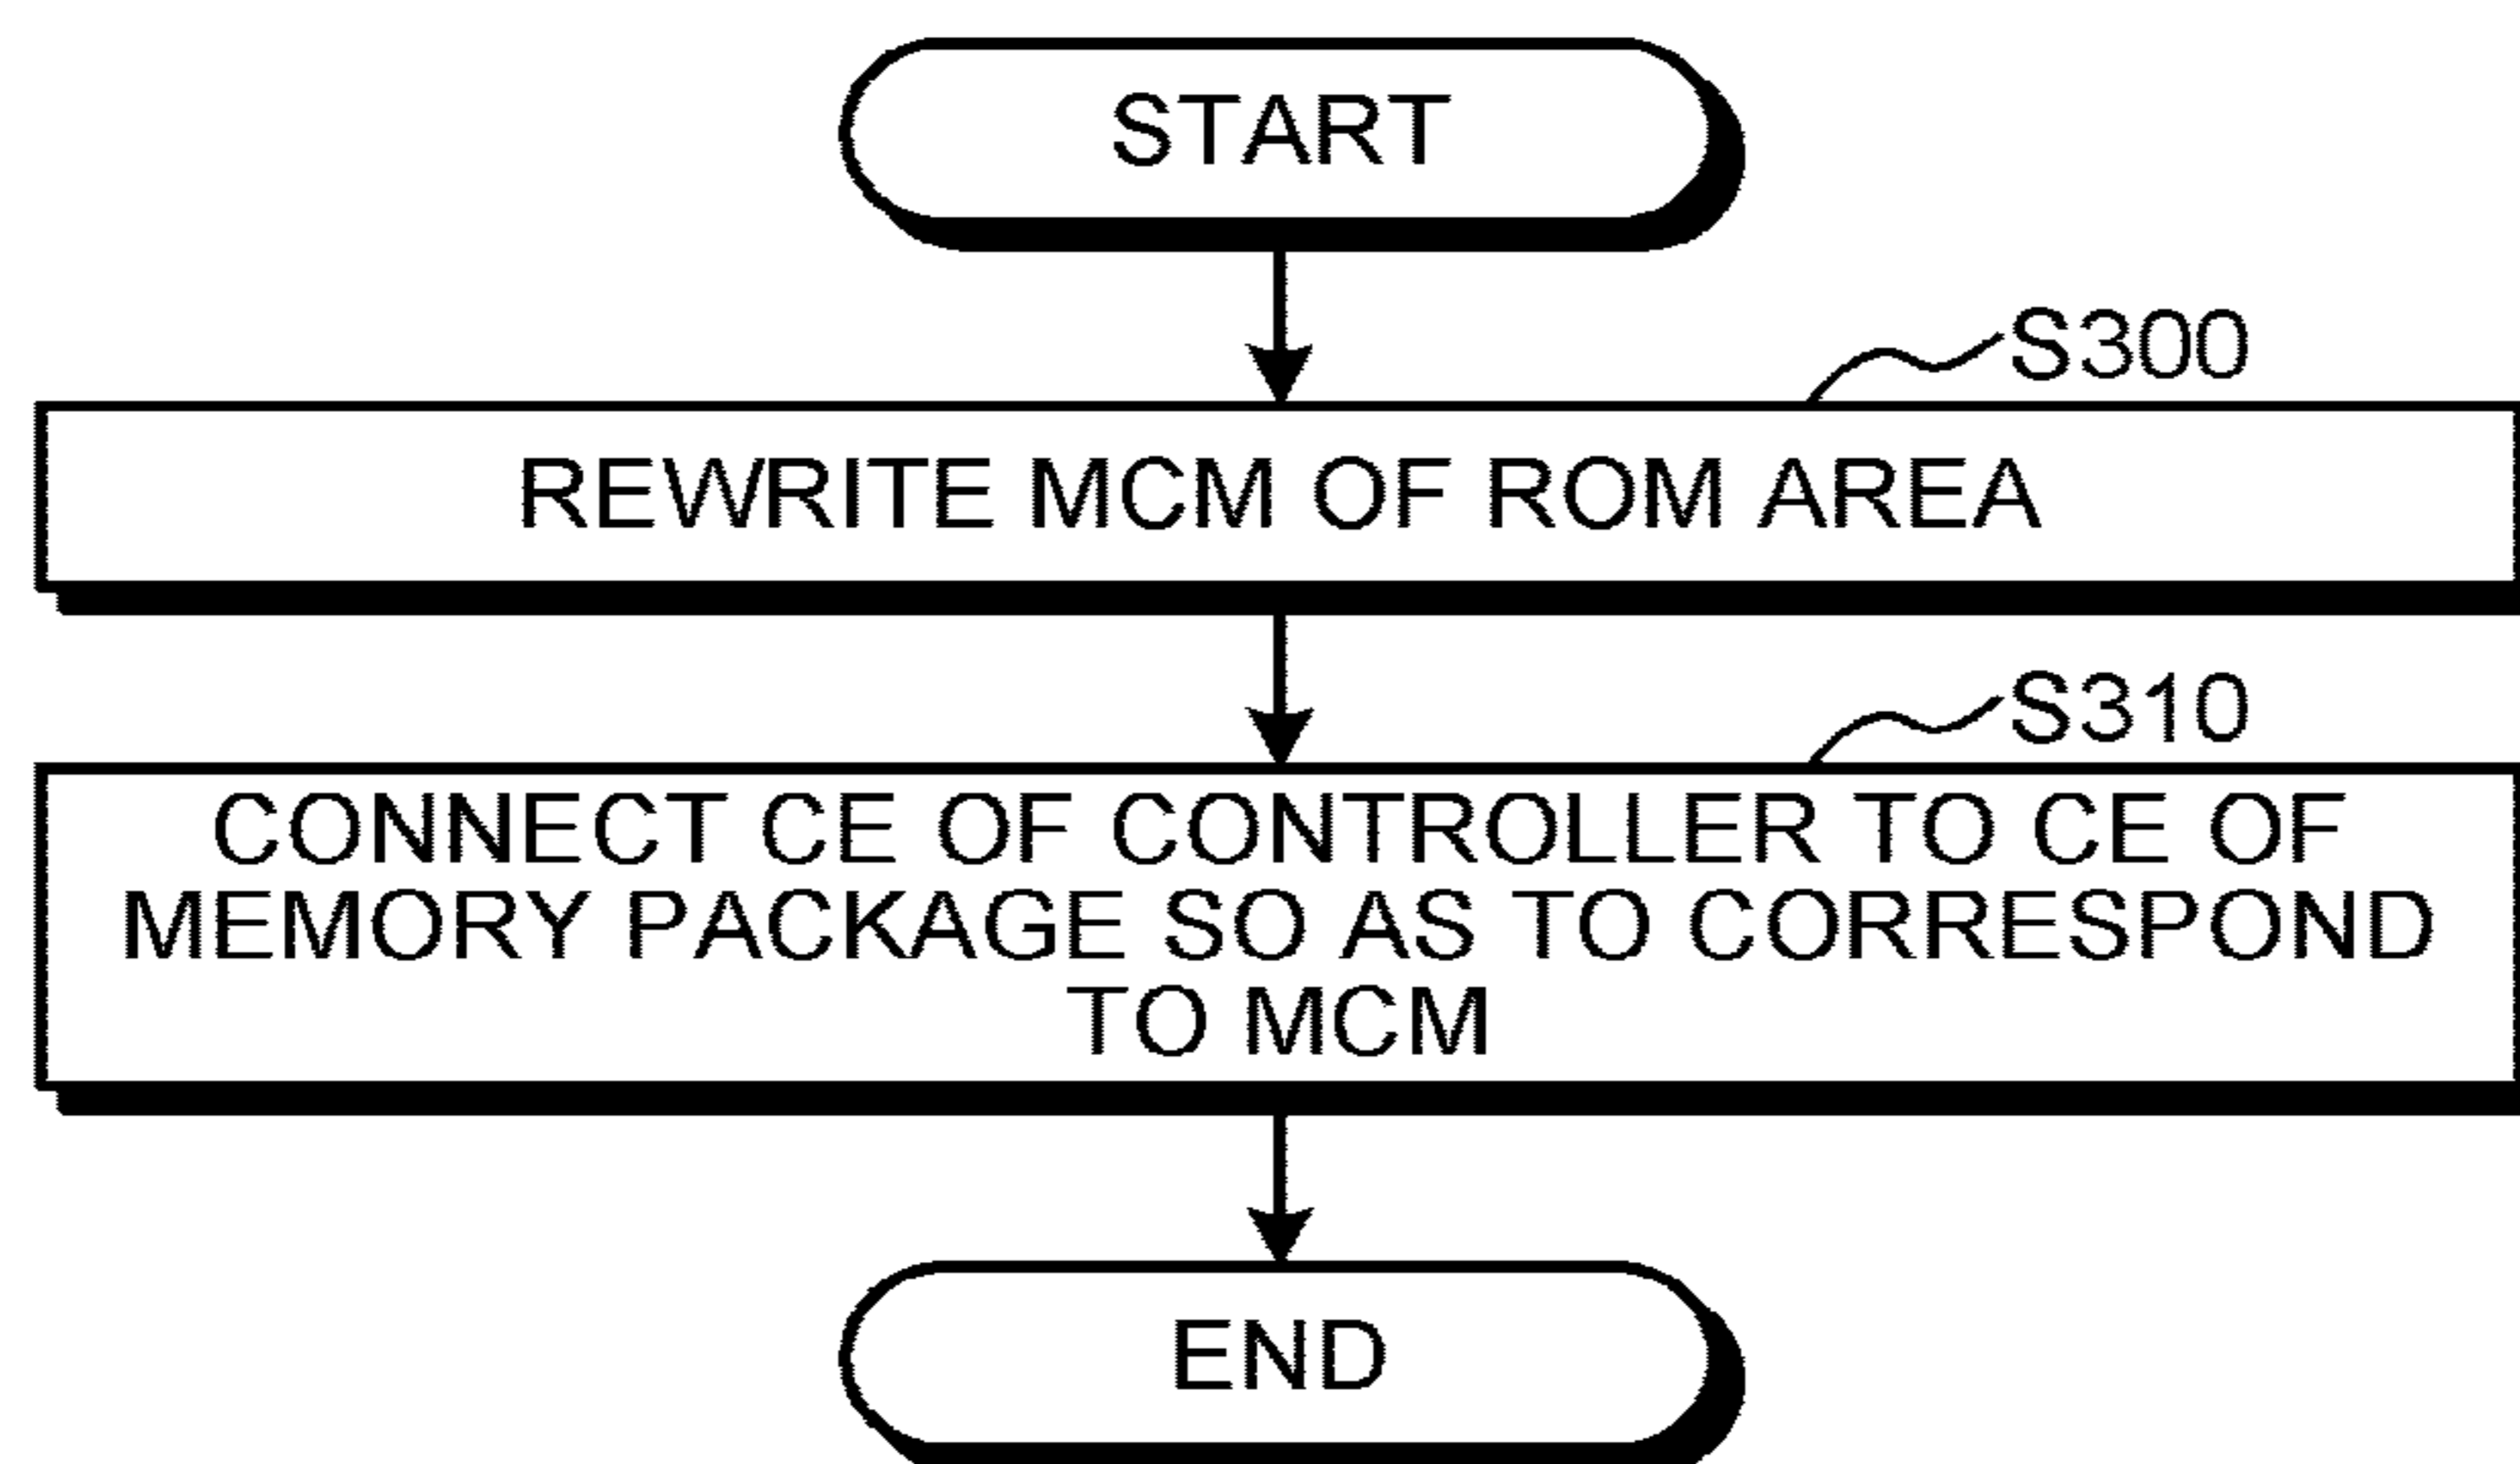 START
S300
REWRITE MCM OF ROM AREA
S310
CONNECT CE OF CONTROLLER TO CE OF
MEMORY PACKAGE SO AS TO CORRESPOND
TO MCM
END